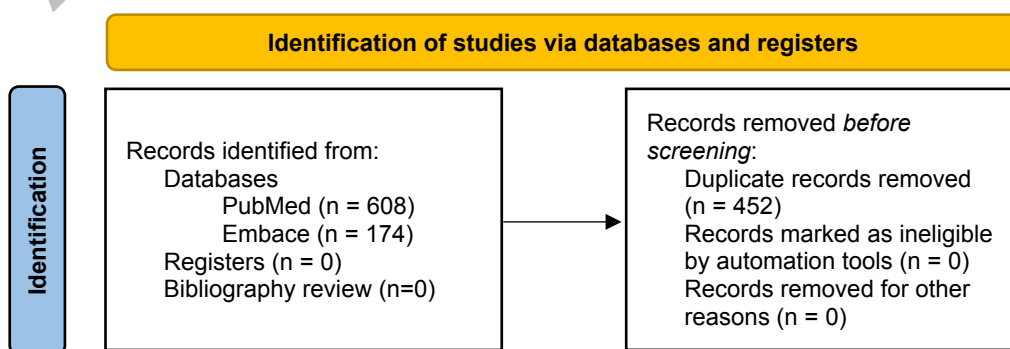 Identification of studies via databases and registers
Identification
Records identified from:
Databases
PubMed (n = 608)
Embace (n = 174)
Registers (n = 0)
Bibliography review (n=0)
Records removed before
screening:
Duplicate records removed
(n = 452)
Records marked as ineligible
by automation tools (n = 0)
Records removed for other
reasons (n = 0)